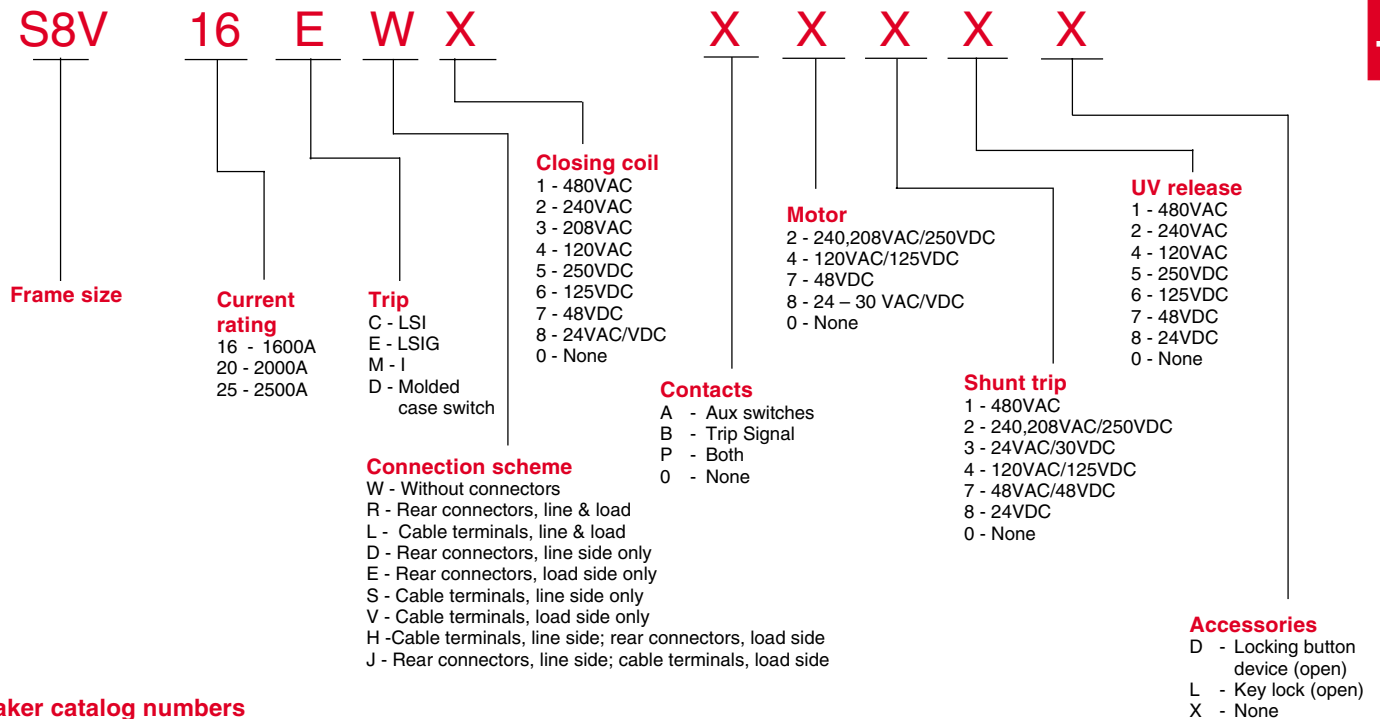 S8V 16 E W X X X X X X
Frame size
Current
rating
16 - 1600A
20 - 2000A
25 - 2500A
Trip
C - LSI
E - LSIG
M - I
D - Molded
case switch
Connection scheme
W - Without connectors
R - Rear connectors, line & load
L - Cable terminals, line & load
D - Rear connectors, line side only
E - Rear connectors, load side only
S - Cable terminals, line side only
V - Cable terminals, load side only
H -Cable terminals, line side; rear connectors, load side
J - Rear connectors, line side; cable terminals, load side
Closing coil
1 - 480VAC
2 - 240VAC
3 - 208VAC
4 - 120VAC
5 - 250VDC
6 - 125VDC
7 - 48VDC
8 - 24VAC/VDC
0 - None
Contacts
A - Aux switches
B - Trip Signal
P - Both
0 - None
Motor
2 - 240,208VAC/250VDC
4 - 120VAC/125VDC
7 - 48VDC
8 - 24 – 30 VAC/VDC
0 - None
Shunt trip
1 - 480VAC
2 - 240,208VAC/250VDC
3 - 24VAC/30VDC
4 - 120VAC/125VDC
7 - 48VAC/48VDC
8 - 24VDC
0 - None
UV release
1 - 480VAC
2 - 240VAC
4 - 120VAC
5 - 250VDC
6 - 125VDC
7 - 48VDC
8 - 24VDC
0 - None
Accessories
D - Locking button
device (open)
L - Key lock (open)
X - None
aker catalog numbers